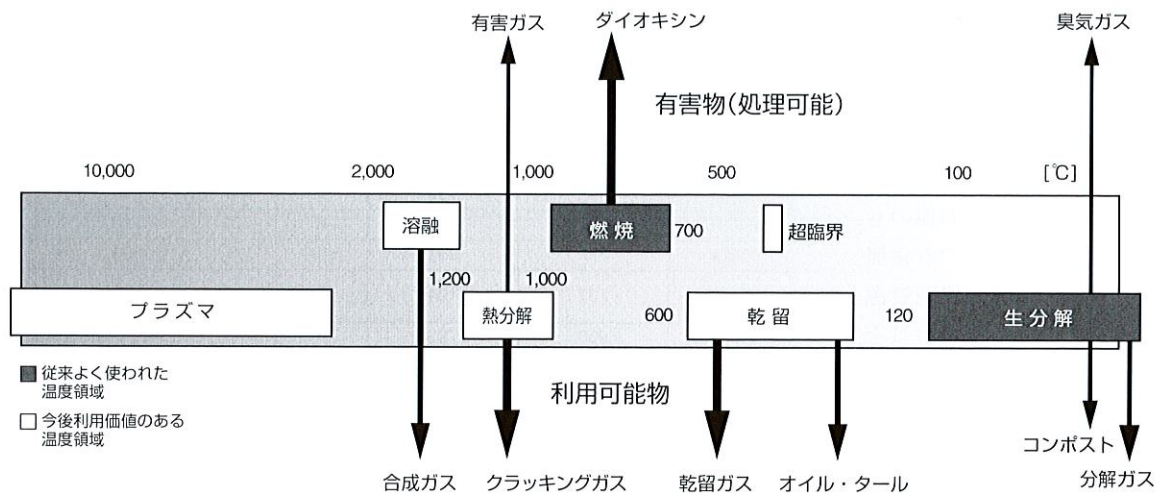 有害ガス
ダイオキシン
臭気ガス
有害物(処理可能)
10,000
2,000
1,000
500
100
[℃]
溶融
燃焼
700
超臨界
1,200
1,000
プラズマ
熱分解
600
乾留
120
生分解
従来よく使われた
温度領域
利用可能物
今後利用価値のある
温度領域
コンポスト
合成ガス
クラッキングガス
乾留ガス
オイル・タール
分解ガス